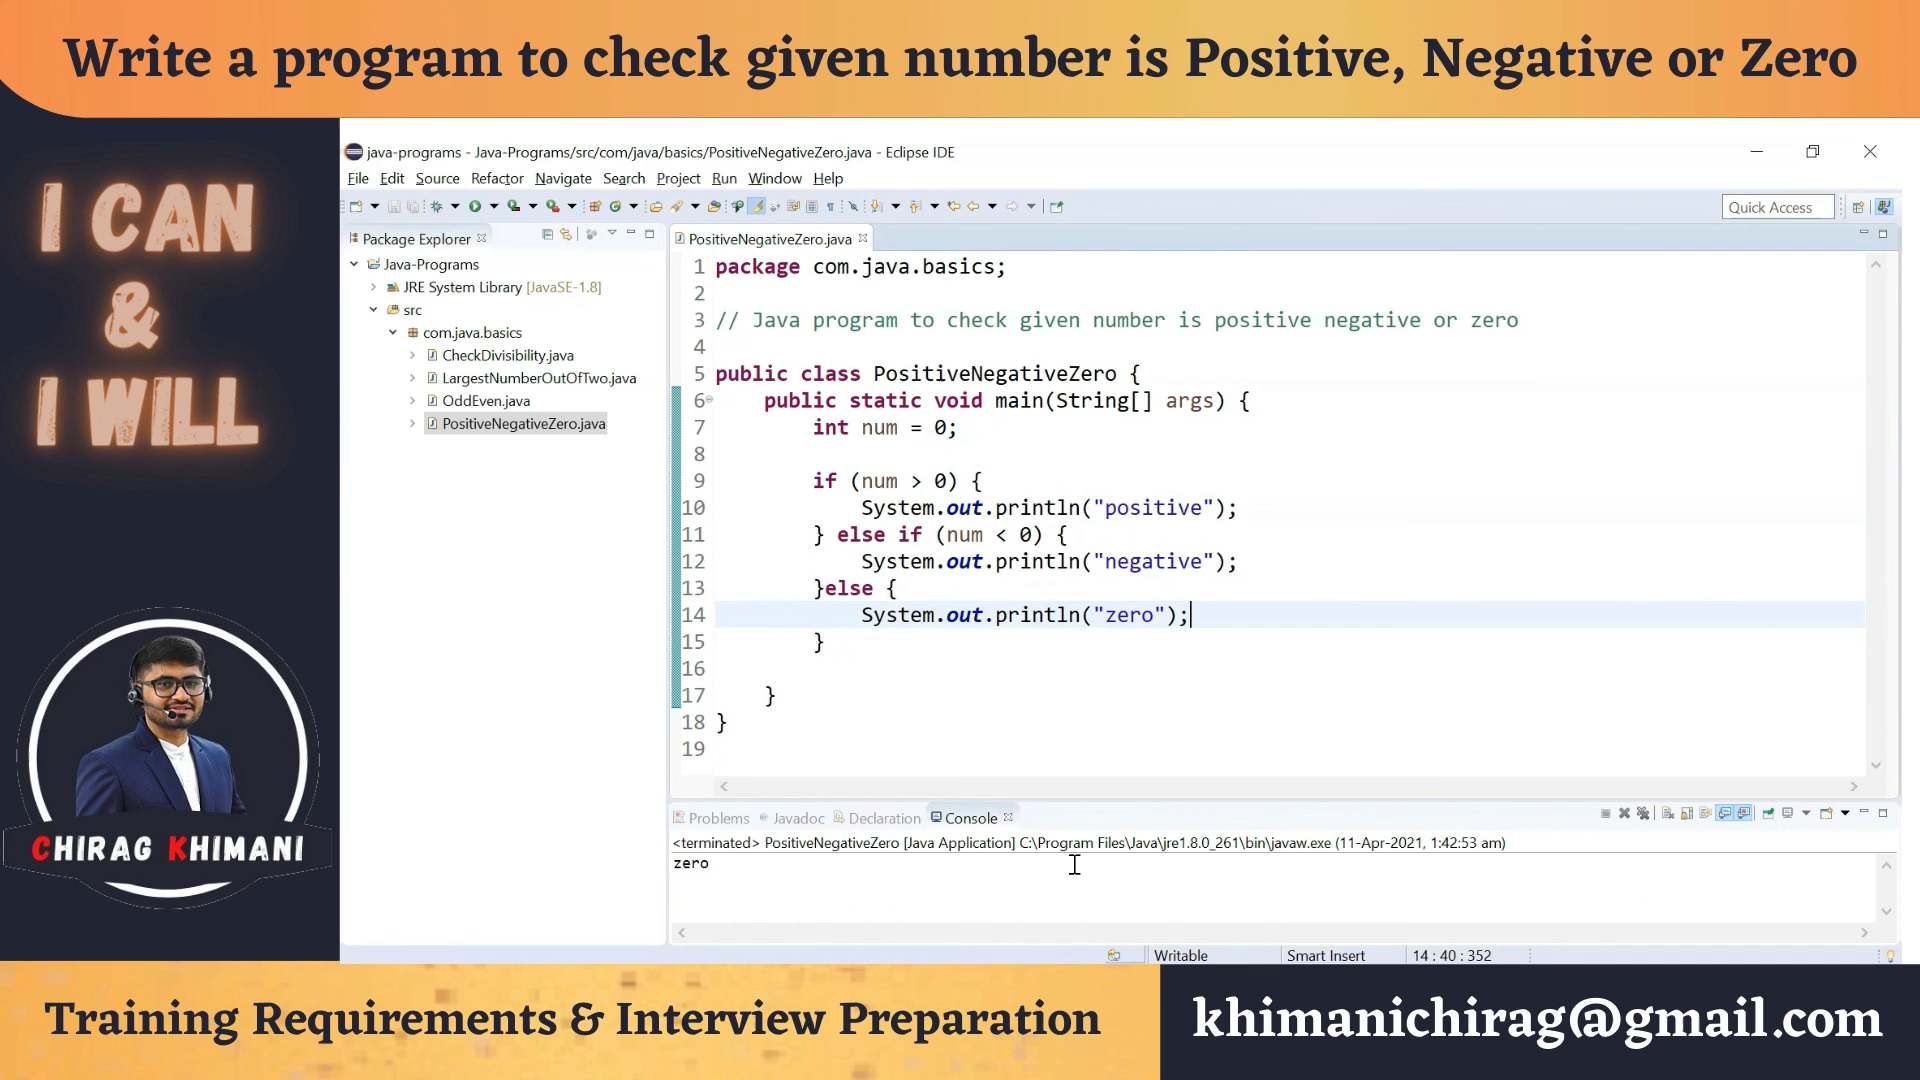 Write a program to check given number is Positive, Negative or Zero
I CAN
&
I WILL
CHIRAG KHIMANI
java-programs - Java-Programs/src/com/java/basics/PositiveNegativeZero.java - Eclipse IDE
File Edit Source Refactor Navigate Search Project Run Window Help
Quick Access
Package Explorer
Java-Programs
JRE System Library [JavaSE-1.8]
src
com.java.basics
CheckDivisibility.java
LargestNumberOutOfTwo.java
OddEven.java
PositiveNegativeZero.java
PositiveNegativeZero.java
1 package com.java.basics;
2
3 // Java program to check given number is positive negative or zero
4
5 public class PositiveNegativeZero {
6 public static void main(String[] args) {
7 int num = 0;
8
9 if (num > 0) {
10 System.out.println("positive");
11 } else if (num < 0) {
12 System.out.println("negative");
13 }else {
14 System.out.println("zero");
15 }
16
17 }
18 }
19
Problems @ Javadoc Declaration Console
<terminated> PositiveNegativeZero [Java Application] C:\Program Files\Java\jre1.8.0_261\bin\javaw.exe (11-Apr-2021, 1:42:53 am)
zero
Writable Smart Insert 14 : 40 : 352
Training Requirements & Interview Preparation
khimanichirag@gmail.com